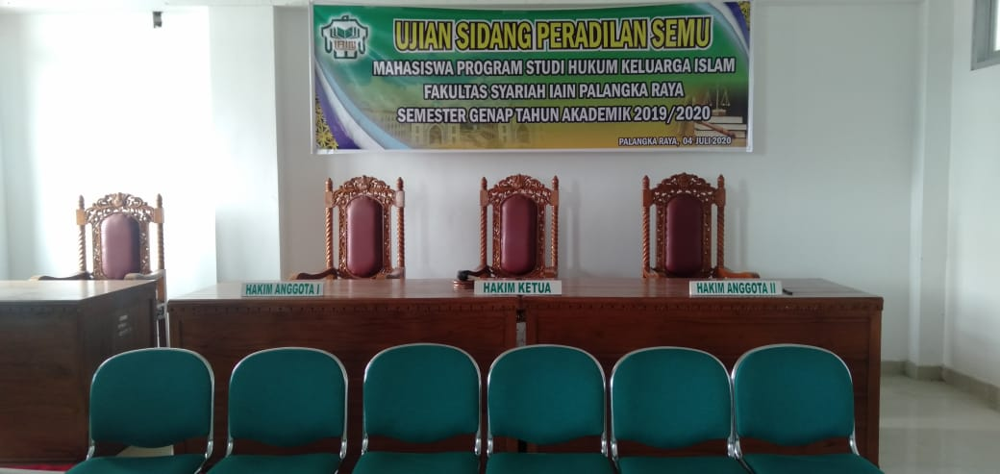 UJIAN SIDANG PERADILAN SEMU
MAHASISWA PROGRAM STUDI HUKUM KELUARGA ISLAM
FAKULTAS SYARIAH IAIN PALANGKA RAYA
SEMESTER GENAP TAHUN AKADEMIK 2019/2020
PALANGKA RAYA, 04 JULI 2020
HAKIM ANGGOTA I
HAKIM KETUA
HAKIM ANGGOTA II